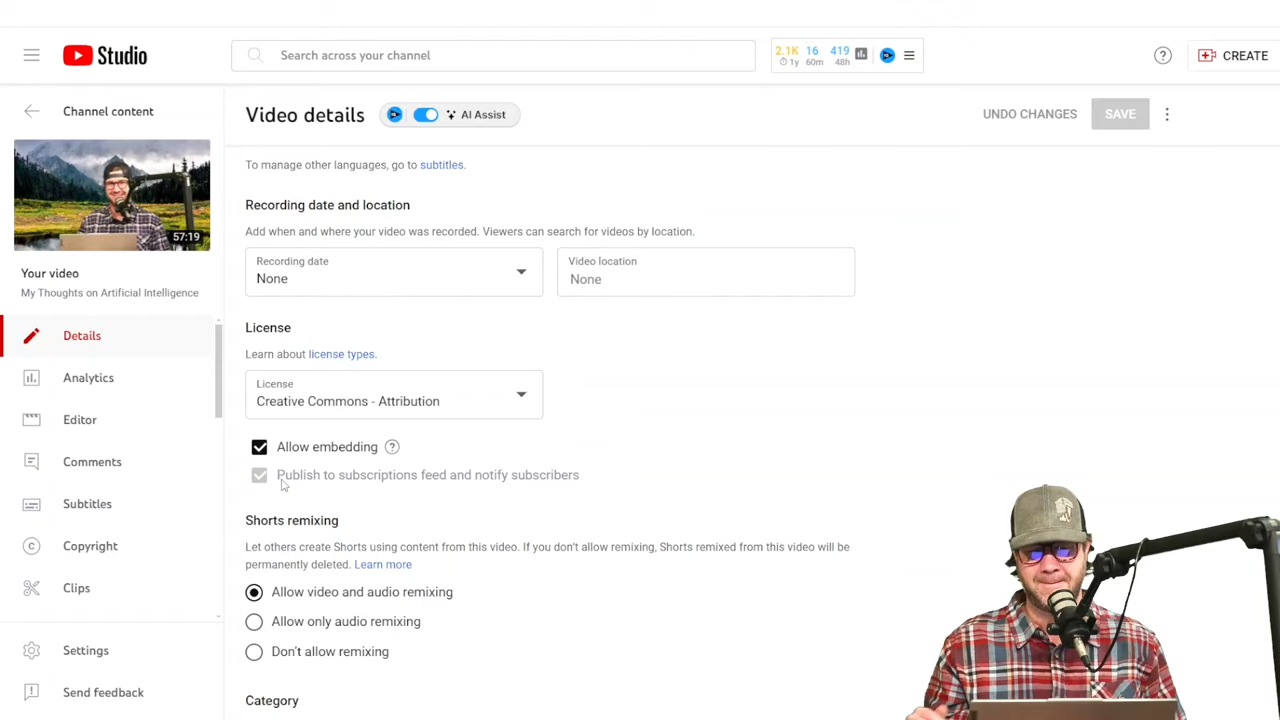 Studio
Search across your channel
2.1K 16 419
1y 60m 48h
CREATE
Channel content
Video details
AI Assist
UNDO CHANGES
SAVE
57:19
Your video
My Thoughts on Artificial Intelligence
Details
Analytics
Editor
Comments
Subtitles
Copyright
Clips
Settings
Send feedback
To manage other languages, go to subtitles.
Recording date and location
Add when and where your video was recorded. Viewers can search for videos by location.
Recording date
None
Video location
None
License
Learn about license types.
License
Creative Commons - Attribution
Allow embedding
Publish to subscriptions feed and notify subscribers
Shorts remixing
Let others create Shorts using content from this video. If you don't allow remixing, Shorts remixed from this video will be
permanently deleted. Learn more
Allow video and audio remixing
Allow only audio remixing
Don't allow remixing
Category